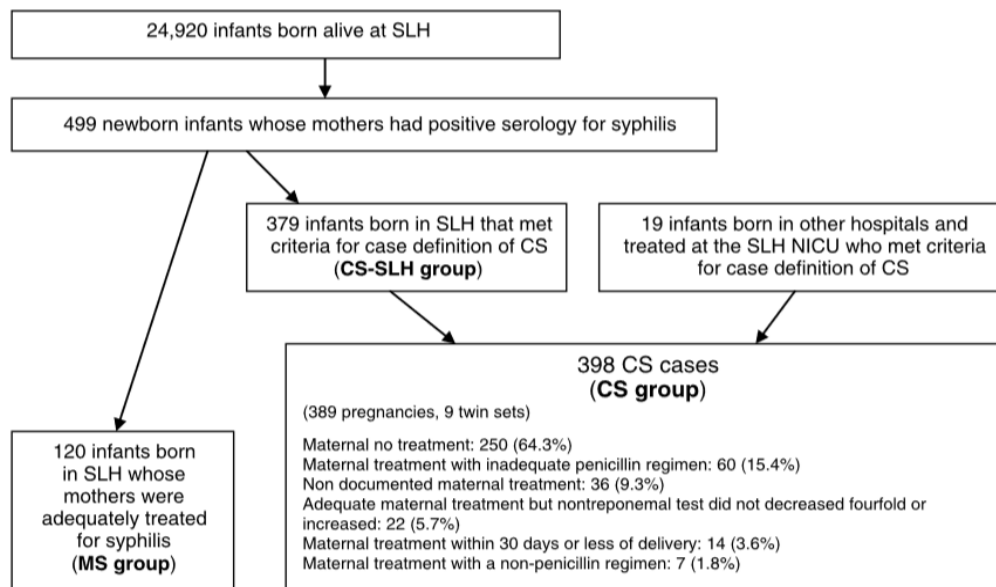 24,920 infants born alive at SLH
499 newborn infants whose mothers had positive serology for syphilis
379 infants born in SLH that met
criteria for case definition of CS
(CS-SLH group)
19 infants born in other hospitals and
treated at the SLH NICU who met criteria
for case definition of CS
398 CS cases
(CS group)
(389 pregnancies, 9 twin sets)
Maternal no treatment: 250 (64.3%)
Maternal treatment with inadequate penicillin regimen: 60 (15.4%)
Non documented maternal treatment: 36 (9.3%)
Adequate maternal treatment but nontreponemal test did not decreased fourfold or
increased: 22 (5.7%)
Maternal treatment within 30 days or less of delivery: 14 (3.6%)
Maternal treatment with a non-penicillin regimen: 7 (1.8%)
120 infants born
in SLH whose
mothers were
adequately treated
for syphilis
(MS group)